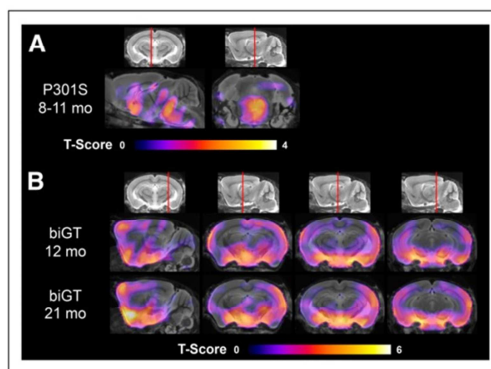 A
P301S
8-11 mo
T-Score 0 4
B
biGT
12 mo
biGT
21 mo
T-Score 0 6